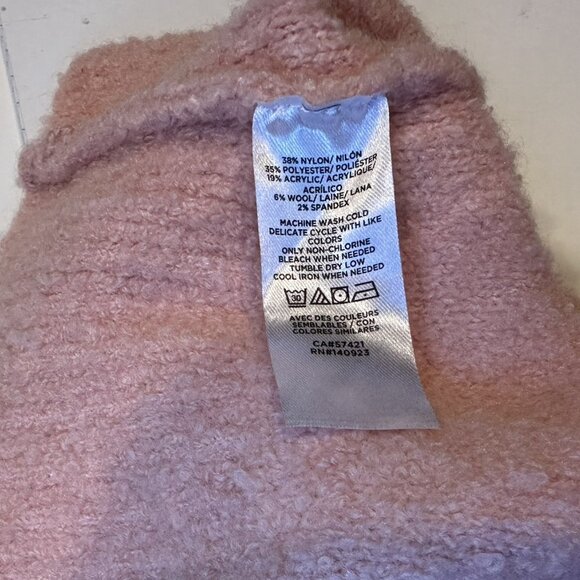 38% NYLON/ NILÓN
35% POLYESTER/ POLIÉSTER
19% ACRYLIC/ ACRYLIQUE/
ACRÍLICO
6% WOOL/ LAINE/ LANA
2% SPANDEX
MACHINE WASH COLD
DELICATE CYCLE WITH LIKE
COLORS
ONLY NON-CHLORINE
BLEACH WHEN NEEDED
TUMBLE DRY LOW
COOL IRON WHEN NEEDED
30
AVEC DES COULEURS
SEMBLABLES / CON
COLORES SIMILARES
CA#57421
RN#140923